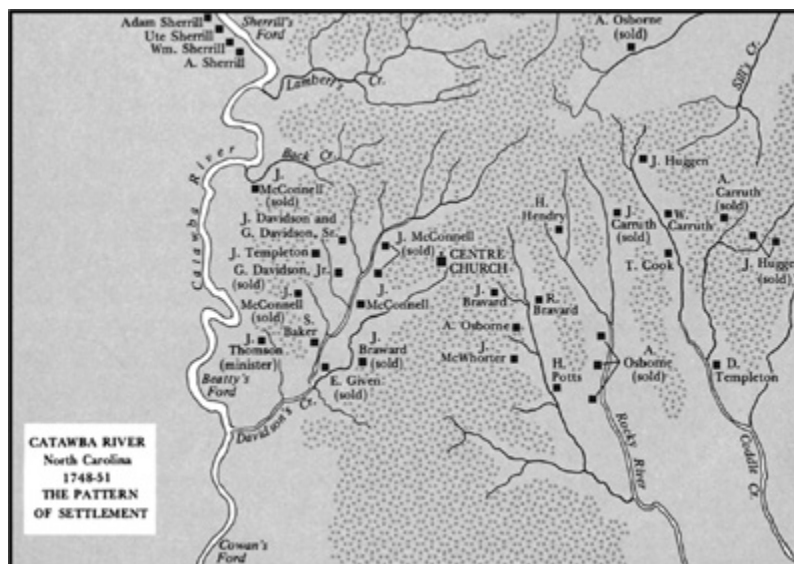 Adam Sherrill
Ute Sherrill
Wm. Sherrill
A. Sherrill
Sherrill's
Ford
A. Osborne
(sold)
Sill's Cr.
Lambert's Cr.
Back Cr.
Catawba River
J.
McConnell
(sold)
J. Davidson and
G. Davidson, Sr.
J. Templeton
G. Davidson, Jr.
(sold)
J.
McConnell
(sold)
S.
Baker
J.
Thomson
(minister)
Beatty's
Ford
Davidson's Cr.
E. Given
(sold)
J.
Braward
(sold)
J. McConnell
(sold)
J.
McConnell
CENTRE
CHURCH
H.
Hendry
J.
Bravard
R.
Bravard
A. Osborne
J.
McWhorter
H.
Potts
A.
Osborne
(sold)
J. Huggen
J.
Carruth
(sold)
W.
Carruth
T. Cook
A.
Carruth
(sold)
J. Huggen
(sold)
D.
Templeton
Rocky River
Coddle Cr.
CATAWBA RIVER
North Carolina
1748-51
THE PATTERN
OF SETTLEMENT
Cowan's
Ford